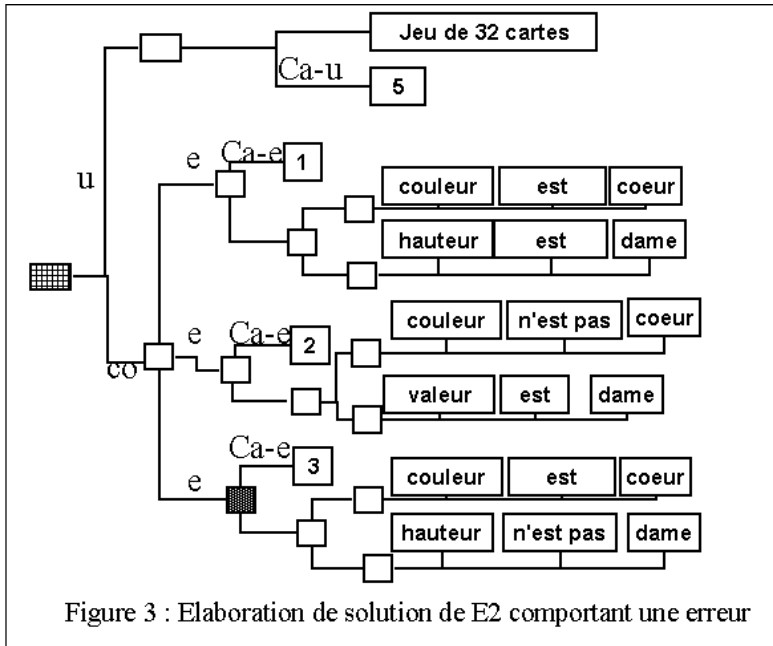 Jeu de 32 cartes
Ca-u
5
e Ca-e 1
u
couleur est coeur
hauteur est dame
e Ca-e 2
co
couleur n'est pas coeur
valeur est dame
Ca-e 3
e
couleur est coeur
hauteur n'est pas dame
Figure 3 : Elaboration de solution de E2 comportant une erreur